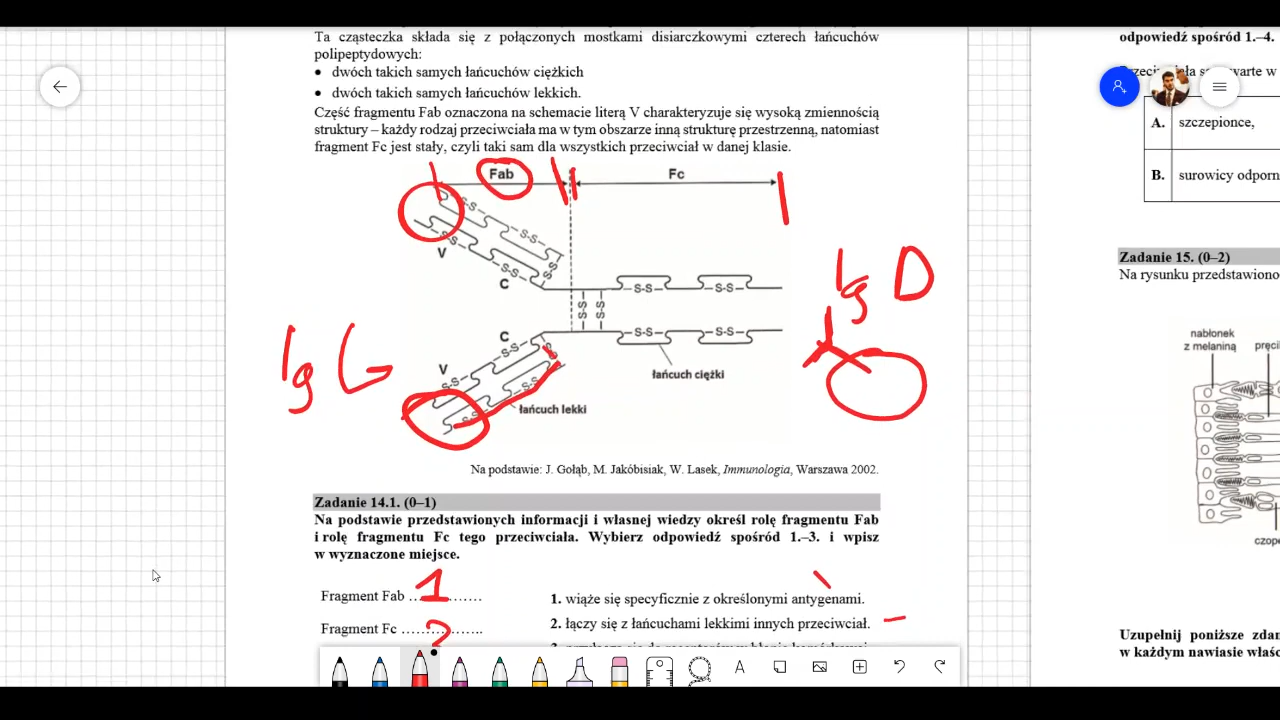 Ta cząsteczka składa się z połączonych mostkami disiarczkowymi czterech łańcuchów
polipeptydowych:
• dwóch takich samych łańcuchów ciężkich
• dwóch takich samych łańcuchów lekkich.
Część fragmentu Fab oznaczona na schemacie literą V charakteryzuje się wysoką zmiennością
struktury – każdy rodzaj przeciwciała ma w tym obszarze inną strukturę przestrzenną, natomiast
fragment Fc jest stały, czyli taki sam dla wszystkich przeciwciał w danej klasie.
Fab
Fc
S-S
S-S
S-S
S-S
S-S
V
C
S-S
S-S
S-S
S-S
S-S
S-S
C
V
S-S
S-S
S-S
S-S
łańcuch ciężki
łańcuch lekki
Ig G
Ig D
Na podstawie: J. Gołąb, M. Jakóbisiak, W. Lasek, Immunologia, Warszawa 2002.
Zadanie 14.1. (0–1)
Na podstawie przedstawionych informacji i własnej wiedzy określ rolę fragmentu Fab
i rolę fragmentu Fc tego przeciwciała. Wybierz odpowiedź spośród 1.–3. i wpisz
w wyznaczone miejsce.
Fragment Fab 1
1. wiąże się specyficznie z określonymi antygenami.
Fragment Fc
2. łączy się z łańcuchami lekkimi innych przeciwciał.
A
odpowiedź spośród 1.–4.
A. szczepionce,
B. surowicy odporn
Zadanie 15. (0–2)
Na rysunku przedstawiono
nabłonek
z melaniną
pręci
czope
Uzupełnij poniższe zdan
w każdym nawiasie właśc